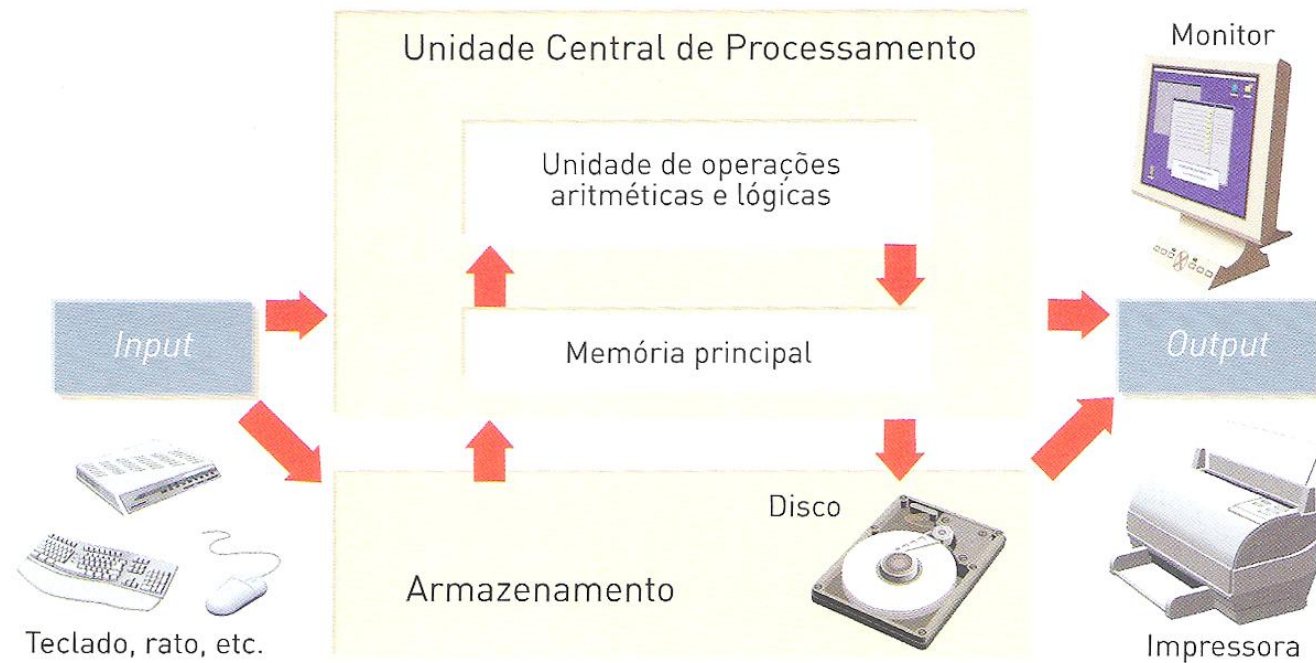 Unidade Central de Processamento
Monitor
Unidade de operações
aritméticas e lógicas
Input
Memória principal
Output
Disco
Armazenamento
Teclado, rato, etc.
Impressora